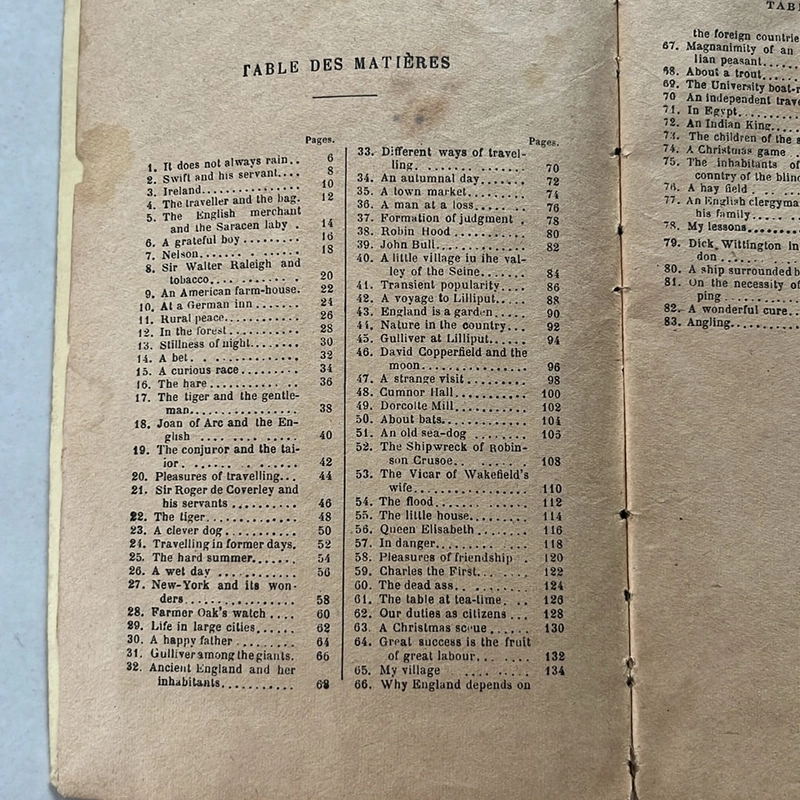 TABLE DES MATIÈRES
Pages.
1. It does not always rain.. 6
2. Swift and his servant.... 8
3. Ireland............... 10
4. The traveller and the bag. 12
5. The English merchant
and the Saracen laby . 14
6. A grateful boy ......... 16
7. Nelson............... 18
8. Sir Walter Raleigh and
tobacco............... 20
9. An American farm-house. 22
10. At a German inn ....... 24
11. Rural peace........... 26
12. In the forest........... 28
13. Stillness of night........ 30
14. A bet............... 32
15. A curious race......... 34
16. The hare ............ 36
17. The tiger and the gentle-
man............... 38
18. Joan of Arc and the En-
glish ............... 40
19. The conjuror and the tai-
lor............... 42
20. Pleasures of travelling... 44
21. Sir Roger de Coverley and
his servants ......... 46
22. The tiger............. 48
23. A clever dog.......... 50
24. Travelling in former days. 52
25. The hard summer....... 54
26. A wet day ........... 56
27. New-York and its won-
ders............... 58
28. Farmer Oak's watch .... 60
29. Life in large cities...... 62
30. A happy father ......... 64
31. Gulliver among the giants. 66
32. Ancient England and her
inhabitants........... 68
Pages.
33. Different ways of travel-
ling............... 70
34. An autumnal day....... 72
35. A town market......... 74
36. A man at a loss........ 76
37. Formation of judgment . 78
38. Robin Hood ........... 80
39. John Bull............. 82
40. A little village in the val-
ley of the Seine....... 84
41. Transient popularity.... 86
42. A voyage to Lilliput..... 88
43. England is a garden..... 90
44. Nature in the country... 92
45. Gulliver at Lilliput...... 94
46. David Copperfield and the
moon............... 96
47. A strange visit......... 98
48. Cumnor Hall.......... 100
49. Dorcolte Mill.......... 102
50. About bats............ 104
51. An old sea-dog ........ 105
52. The Shipwreck of Robin-
son Crusoe........... 108
53. The Vicar of Wakefield's
wife............... 110
54. The flood............. 112
55. The little house........ 114
56. Queen Elisabeth ....... 116
57. In danger............. 118
58. Pleasures of friendship . 120
59. Charles the First....... 122
60. The dead ass.......... 124
61. The table at tea-time. .. 126
62. Our duties as citizens ... 128
63. A Christmas scene ...... 130
64. Great success is the fruit
of great labour........ 132
65. My village ........... 134
66. Why England depends on
TAB
the foreign countrie
67. Magnanimity of an
lian peasant......
68. About a trout.....
69. The University boat-r
70 An independent trave
71. In Egypt.........
72. An Indian King....
73. The children of the s
74. A Christmas game .
75. The inhabitants of
country of the blin
76. A hay field . . . .
77. An English clergyma
his family.....
78. My lessons.........
79. Dick Wittington in
don .......
80. A ship surrounded b
81. On the necessity of
ping ........
82. A wonderful cure..
83. Angling..........